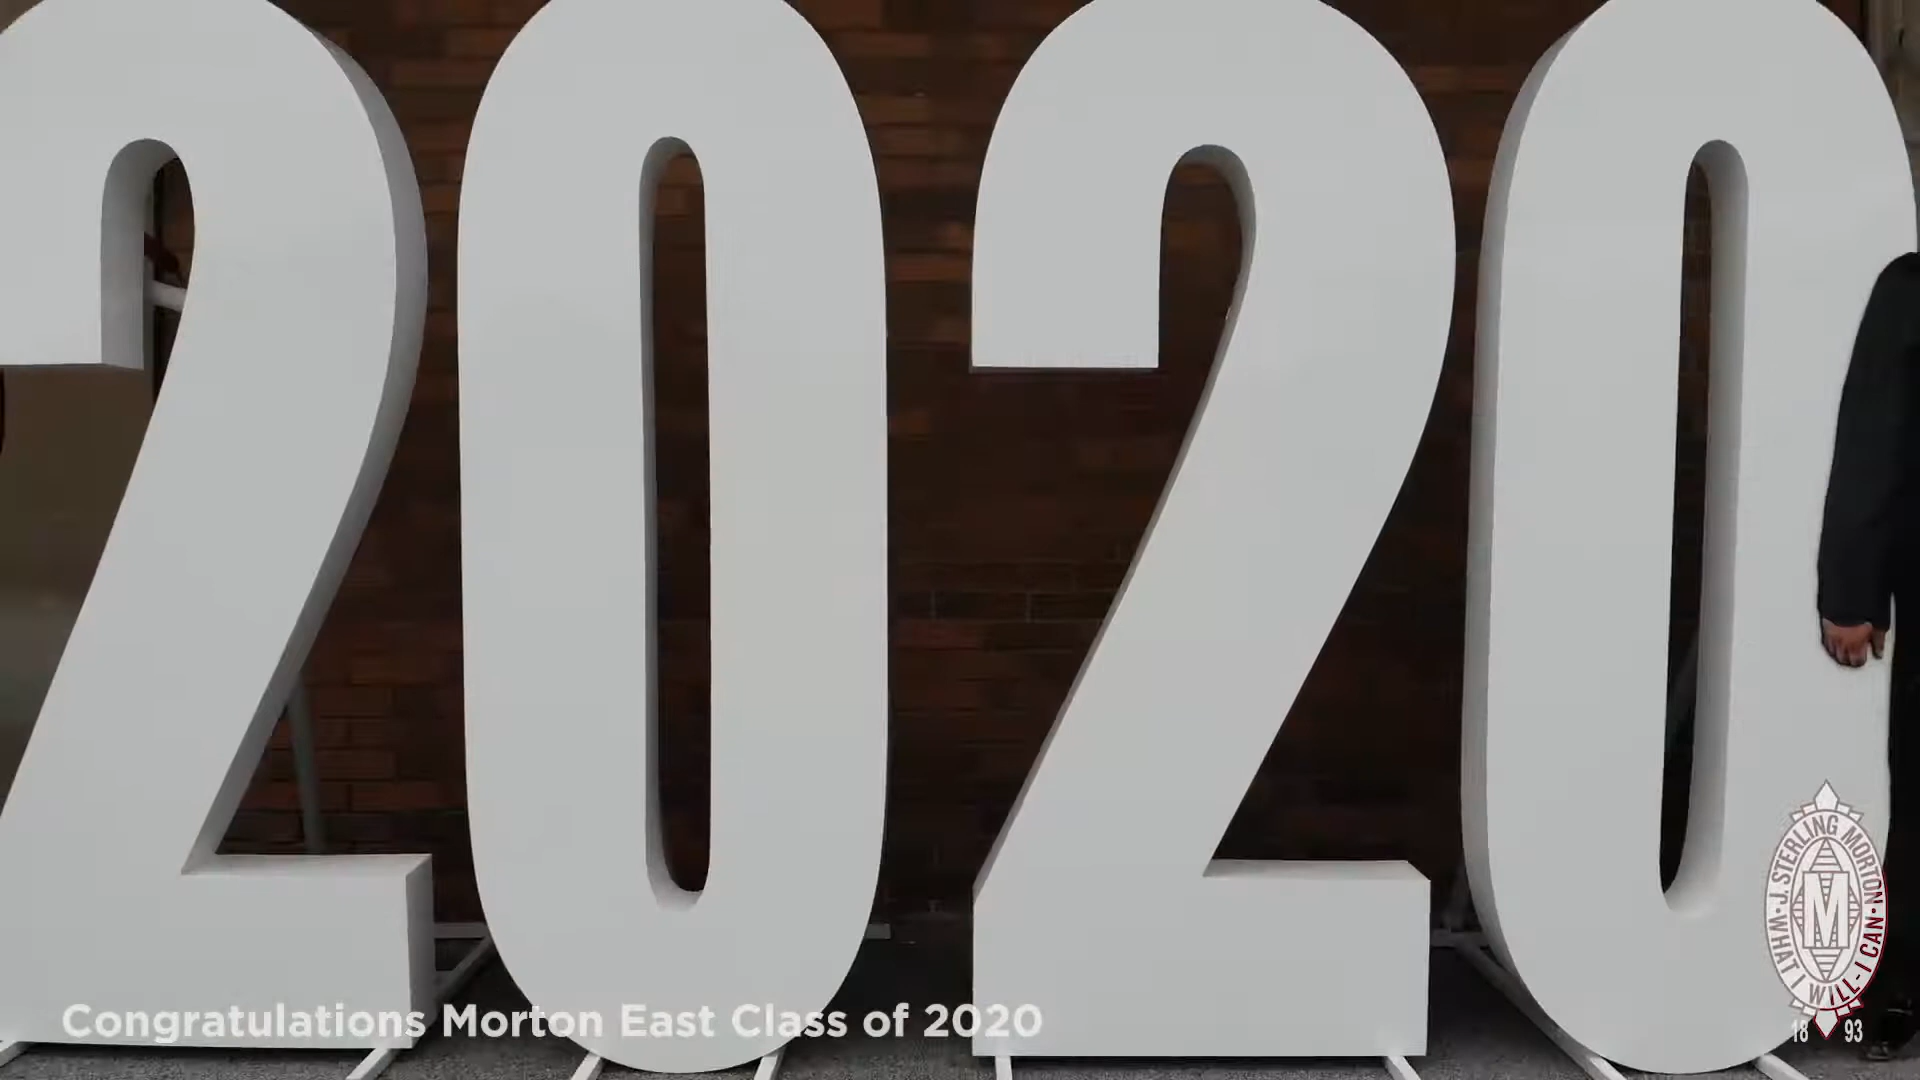 2020
Congratulations Morton East Class of 2020
J. STERLING MORTON
M
WHAT I WILL - I CAN
18 93